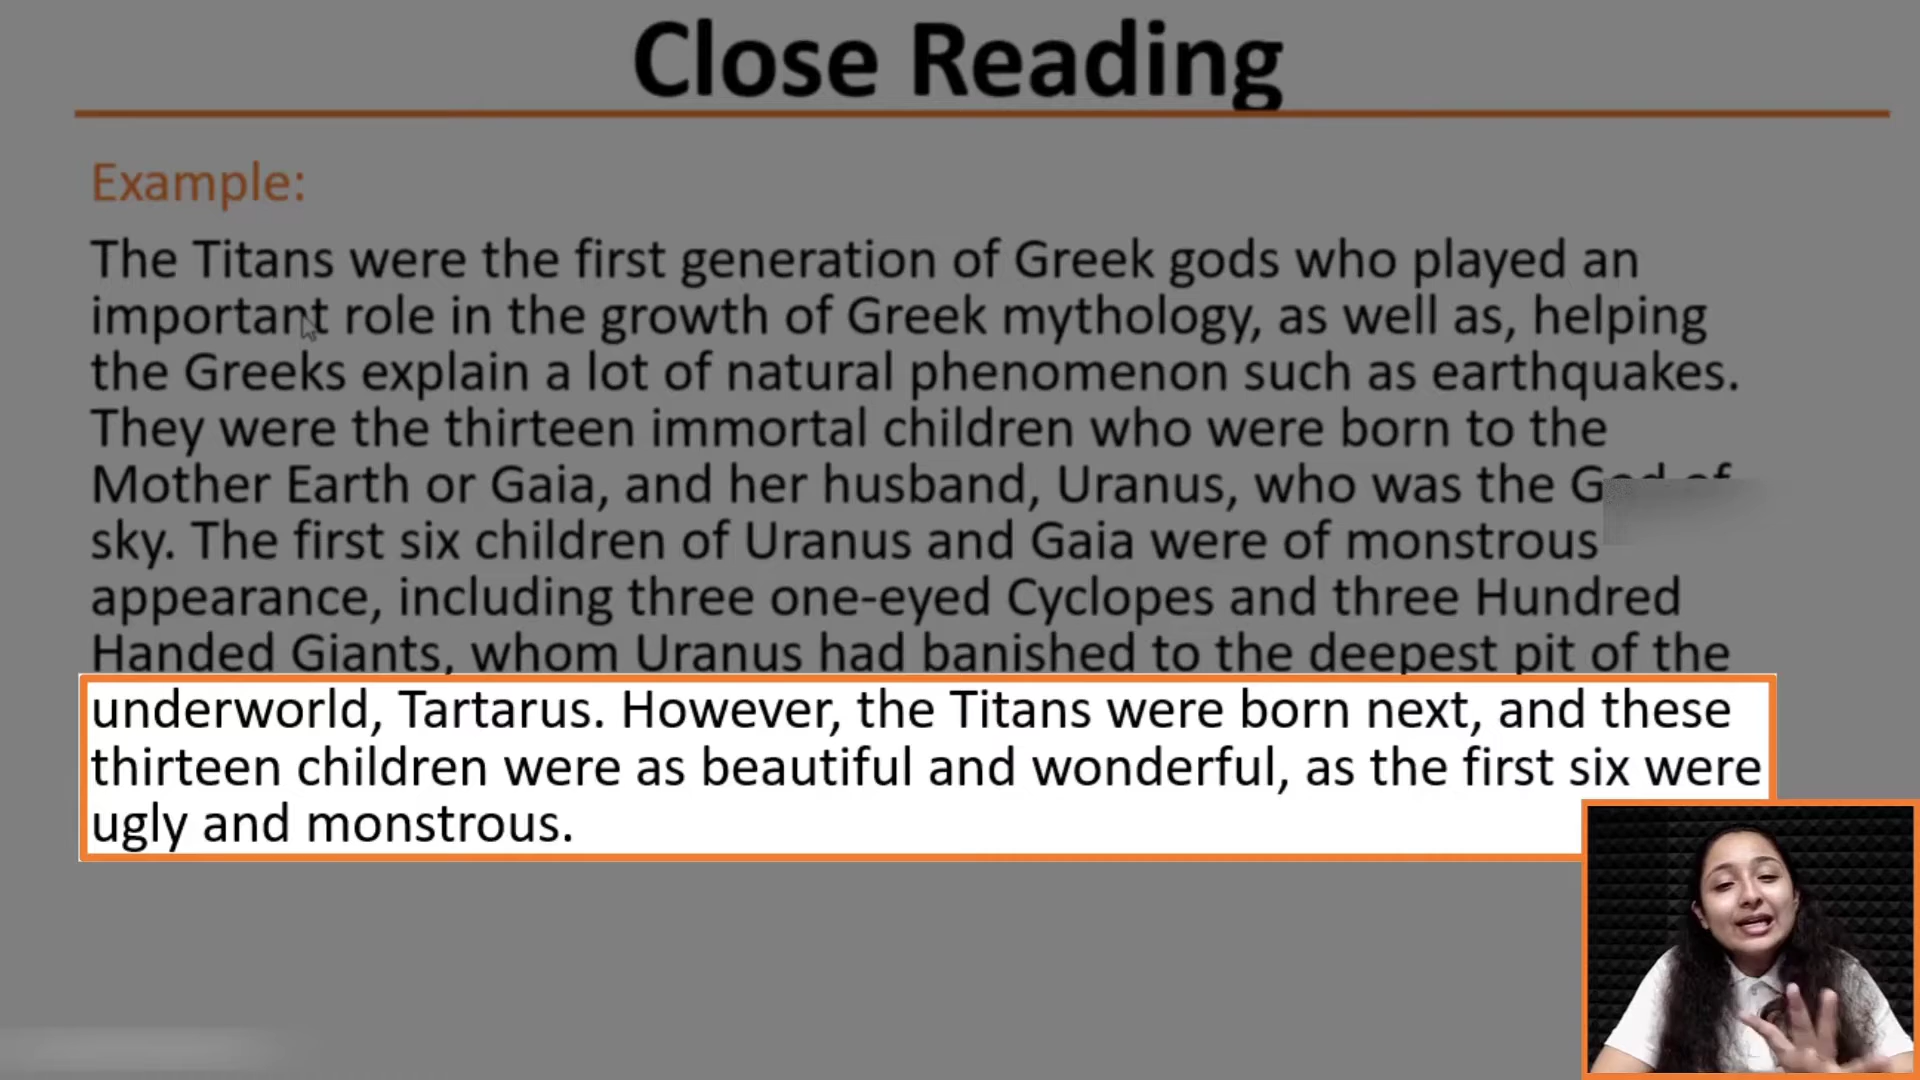 Close Reading
Example:
The Titans were the first generation of Greek gods who played an
important role in the growth of Greek mythology, as well as, helping
the Greeks explain a lot of natural phenomenon such as earthquakes.
They were the thirteen immortal children who were born to the
Mother Earth or Gaia, and her husband, Uranus, who was the God of
sky. The first six children of Uranus and Gaia were of monstrous
appearance, including three one-eyed Cyclopes and three Hundred
Handed Giants, whom Uranus had banished to the deepest pit of the
underworld, Tartarus. However, the Titans were born next, and these
thirteen children were as beautiful and wonderful, as the first six were
ugly and monstrous.